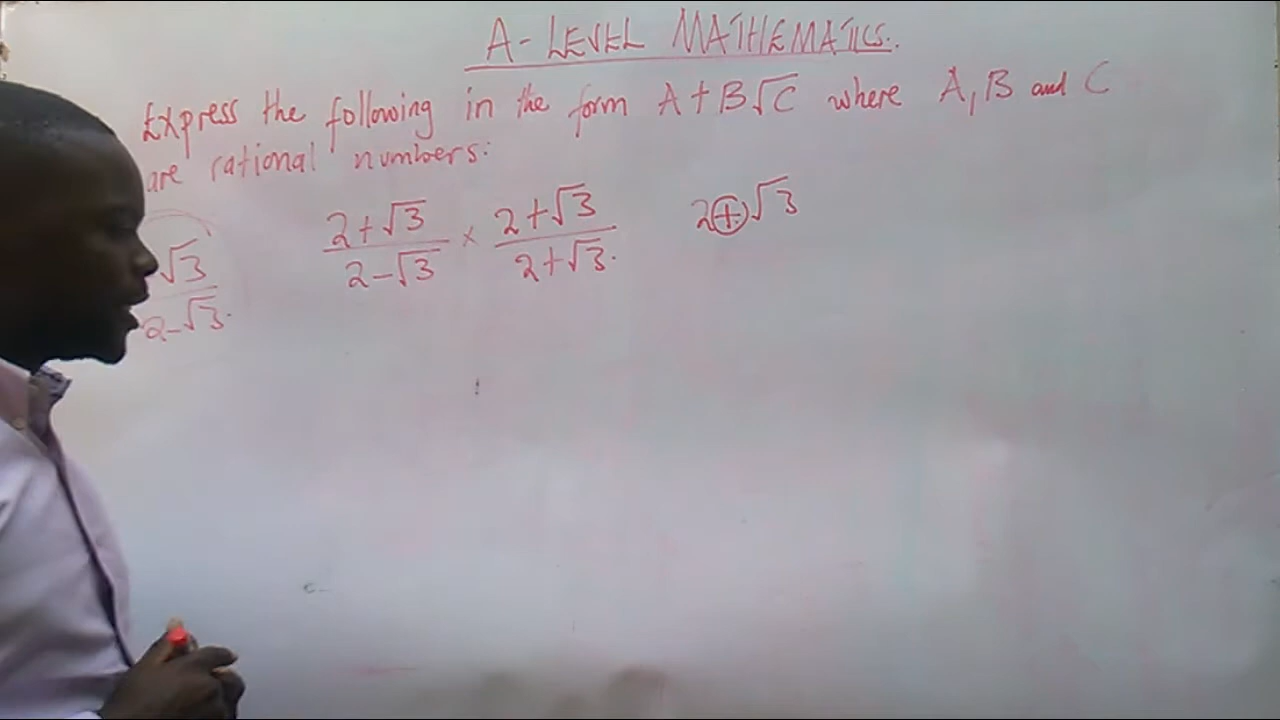 A-LEVEL MATHEMATICS.
Express the following in the form A+B√C where A, B and C
are rational numbers:
√3 / 2-√3.
2+√3 / 2-√3 × 2+√3 / 2+√3.
2+√3